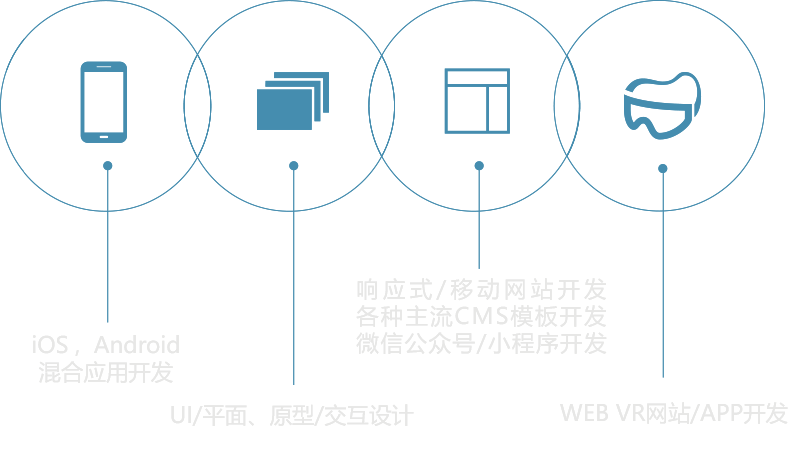 iOS ,  Android
混合应用开发
UI/平面、原型/交互设计
响应式/移动网站开发
各种主流CMS模板开发
微信公众号/小程序开发
WEB VR网站/APP开发